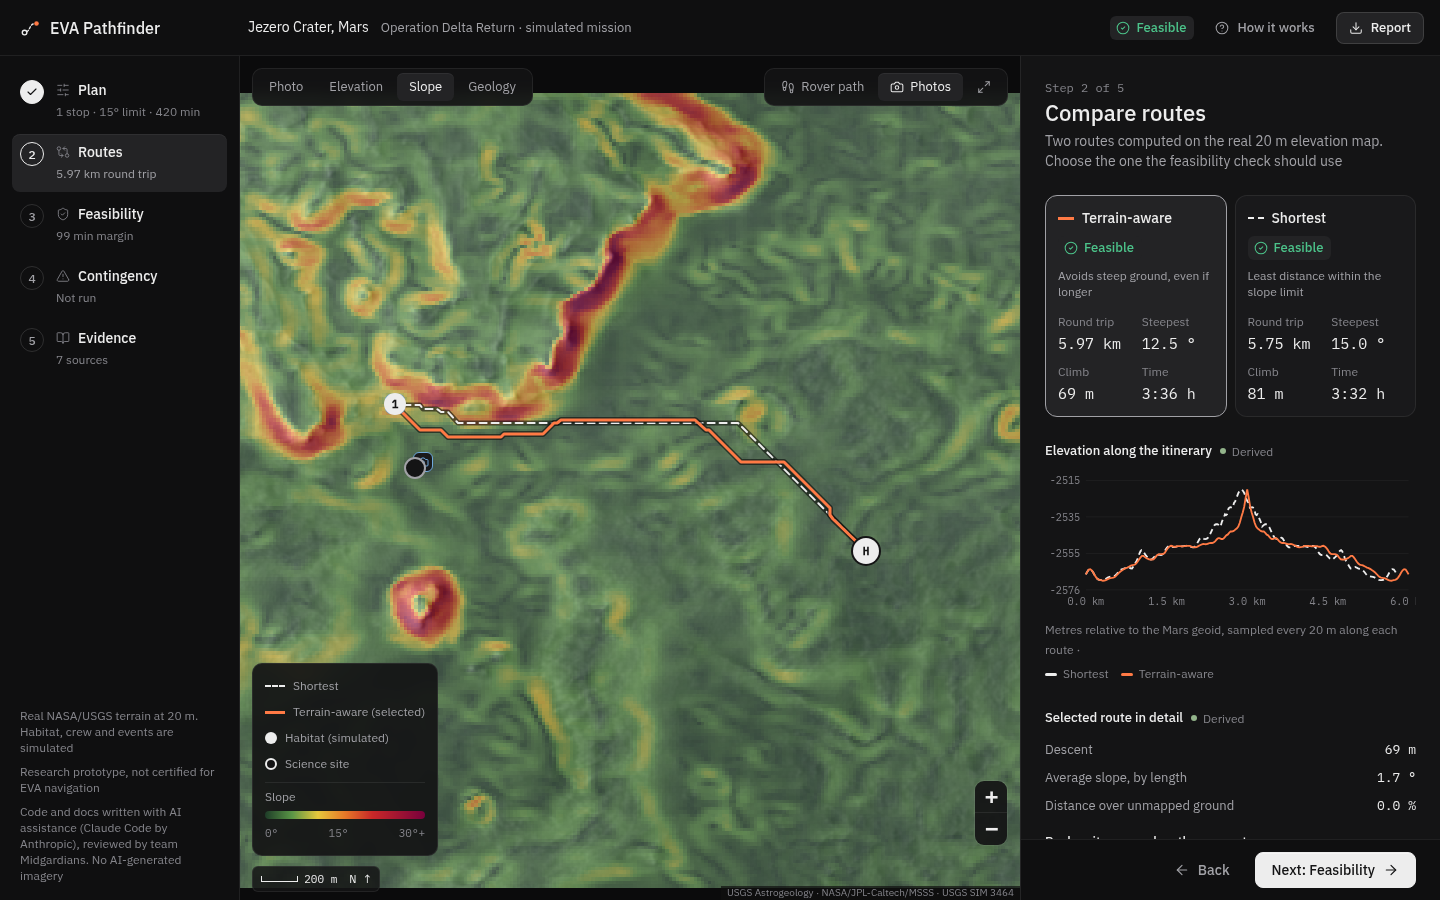 EVA Pathfinder
Jezero Crater, Mars
Operation Delta Return · simulated mission
Feasible
How it works
Report
Plan
1 stop · 15° limit · 420 min
2
Routes
5.97 km round trip
3
Feasibility
99 min margin
4
Contingency
Not run
5
Evidence
7 sources
Real NASA/USGS terrain at 20 m.
Habitat, crew and events are
simulated
Research prototype, not certified for
EVA navigation
Code and docs written with AI
assistance (Claude Code by
Anthropic), reviewed by team
Midgardians. No AI-generated
imagery
Photo
Elevation
Slope
Geology
Rover path
Photos
1
H
Shortest
Terrain-aware (selected)
Habitat (simulated)
Science site
Slope
0°
15°
30°+
200 m N ↑
+
−
USGS Astrogeology · NASA/JPL-Caltech/MSSS · USGS SIM 3464
Step 2 of 5
Compare routes
Two routes computed on the real 20 m elevation map.
Choose the one the feasibility check should use
Terrain-aware
Feasible
Avoids steep ground, even if
longer
Round trip
Steepest
5.97 km
12.5 °
Climb
Time
69 m
3:36 h
Shortest
Feasible
Least distance within the
slope limit
Round trip
Steepest
5.75 km
15.0 °
Climb
Time
81 m
3:32 h
Elevation along the itinerary
Derived
-2515
-2535
-2555
-2576
0.0 km
1.5 km
3.0 km
4.5 km
6.0
Metres relative to the Mars geoid, sampled every 20 m along each
route ·
Shortest
Terrain-aware
Selected route in detail
Derived
Descent
69 m
Average slope, by length
1.7 °
Distance over unmapped ground
0.0 %
← Back
Next: Feasibility →